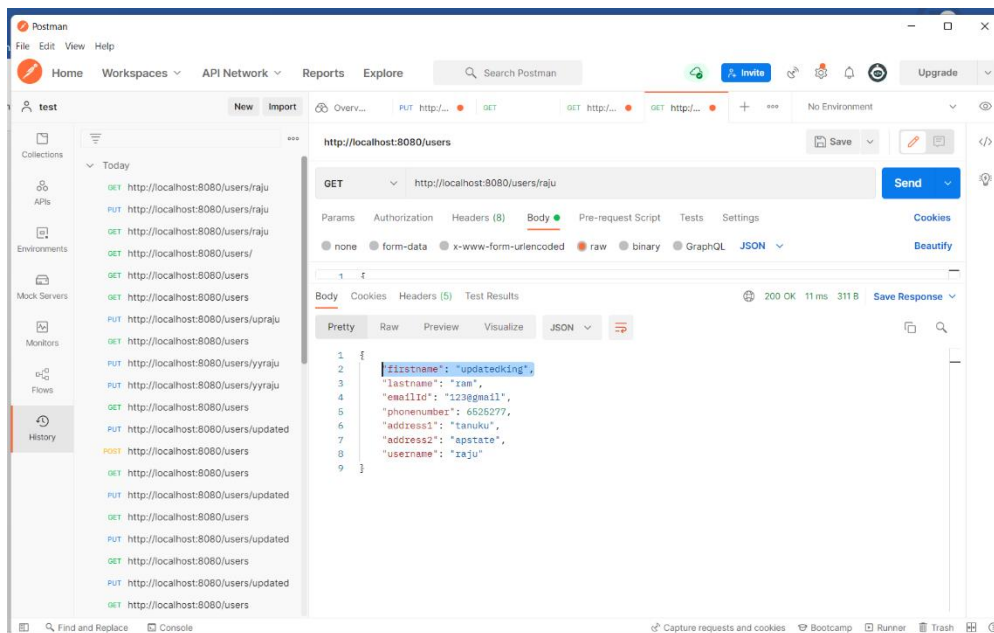 Postman
File Edit View Help
Home Workspaces API Network Reports Explore Search Postman Invite Upgrade
test New Import Overv... PUT http:/... GET GET http:/... GET http:/... No Environment
http://localhost:8080/users Save
GET http://localhost:8080/users/raju Send
Params Authorization Headers (8) Body Pre-request Script Tests Settings Cookies
none form-data x-www-form-urlencoded raw binary GraphQL JSON Beautify
1 {
Body Cookies Headers (5) Test Results 200 OK 11 ms 311 B Save Response
Pretty Raw Preview Visualize JSON
1 {
2 "firstname": "updatedking",
3 "lastname": "ram",
4 "emailId": "123@gmail",
5 "phonenumber": 6525277,
6 "address1": "tanuku",
7 "address2": "apstate",
8 "username": "raju"
9 }
Collections
APIs
Environments
Mock Servers
Monitors
Flows
History
Today
GET http://localhost:8080/users/raju
PUT http://localhost:8080/users/raju
GET http://localhost:8080/users/raju
GET http://localhost:8080/users/
GET http://localhost:8080/users
GET http://localhost:8080/users
PUT http://localhost:8080/users/upraju
GET http://localhost:8080/users
PUT http://localhost:8080/users/yyraju
PUT http://localhost:8080/users/yyraju
GET http://localhost:8080/users
PUT http://localhost:8080/users/updated
POST http://localhost:8080/users
GET http://localhost:8080/users
PUT http://localhost:8080/users/updated
GET http://localhost:8080/users
PUT http://localhost:8080/users/updated
GET http://localhost:8080/users
PUT http://localhost:8080/users/updated
GET http://localhost:8080/users
Find and Replace Console Capture requests and cookies Bootcamp Runner Trash